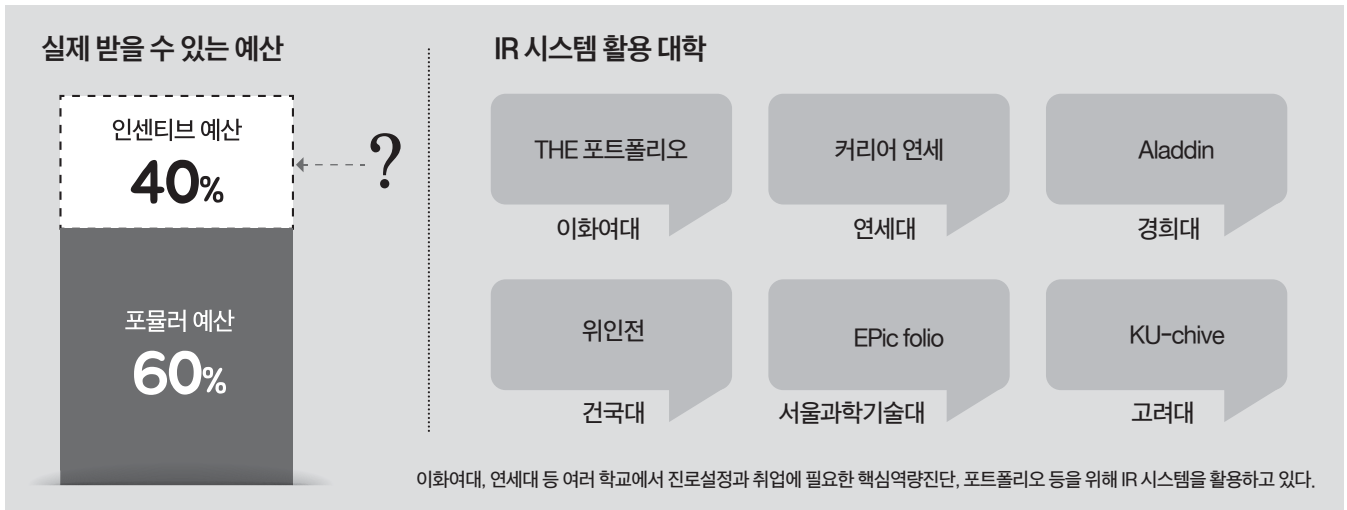 실제 받을 수 있는 예산
인센티브 예산
40%
?
포뮬러 예산
60%
IR 시스템 활용 대학
THE 포트폴리오
이화여대
커리어 연세
연세대
Aladdin
경희대
위인전
건국대
EPic folio
서울과학기술대
KU-chive
고려대
이화여대, 연세대 등 여러 학교에서 진로설정과 취업에 필요한 핵심역량진단, 포트폴리오 등을 위해 IR 시스템을 활용하고 있다.